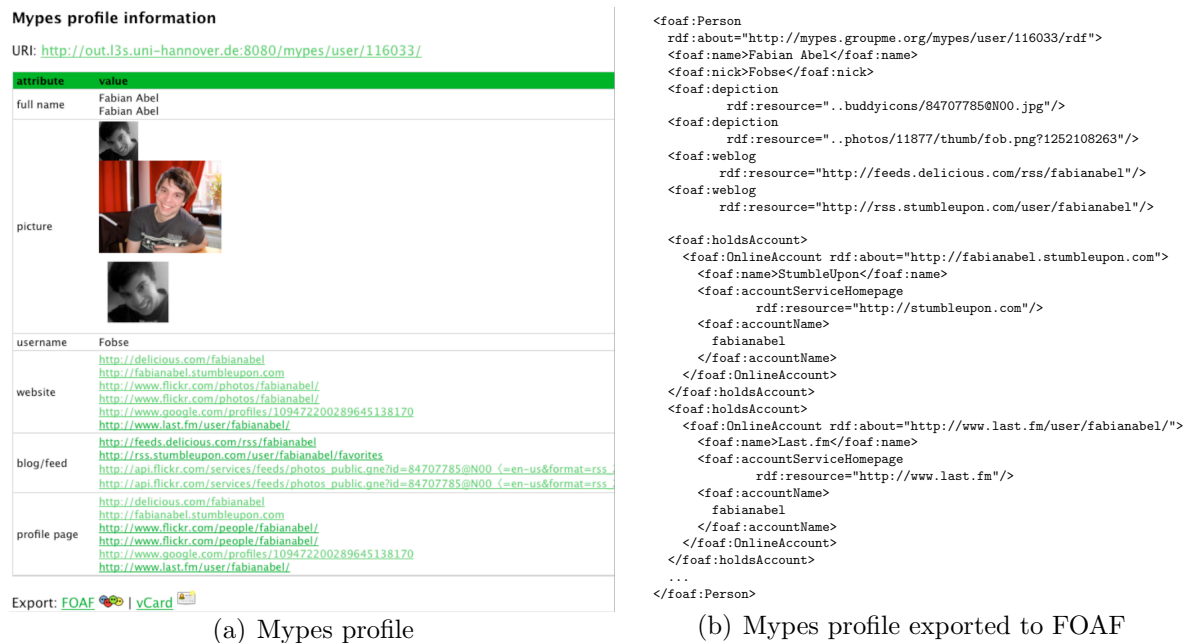 Mypes profile information
URI: http://out.l3s.uni-hannover.de:8080/mypes/user/116033/
attribute value
full name Fabian Abel
Fabian Abel
picture
username Fobse
website http://delicious.com/fabianabel
http://fabianabel.stumbleupon.com
http://www.flickr.com/photos/fabianabel/
http://www.flickr.com/photos/fabianabel/
http://www.google.com/profiles/109472200289645138170
http://www.last.fm/user/fabianabel/
blog/feed http://feeds.delicious.com/rss/fabianabel
http://rss.stumbleupon.com/user/fabianabel/favorites
http://api.flickr.com/services/feeds/photos_public.gne?id=84707785@N00〈=en-us&format=rss_
http://api.flickr.com/services/feeds/photos_public.gne?id=84707785@N00〈=en-us&format=rss_
profile page http://delicious.com/fabianabel
http://fabianabel.stumbleupon.com
http://www.flickr.com/people/fabianabel/
http://www.flickr.com/people/fabianabel/
http://www.google.com/profiles/109472200289645138170
http://www.last.fm/user/fabianabel/
Export: FOAF | vCard
(a) Mypes profile
<foaf:Person
rdf:about="http://mypes.groupme.org/mypes/user/116033/rdf">
<foaf:name>Fabian Abel</foaf:name>
<foaf:nick>Fobse</foaf:nick>
<foaf:depiction
rdf:resource="..buddyicons/84707785@N00.jpg"/>
<foaf:depiction
rdf:resource="..photos/11877/thumb/fob.png?1252108263"/>
<foaf:weblog
rdf:resource="http://feeds.delicious.com/rss/fabianabel"/>
<foaf:weblog
rdf:resource="http://rss.stumbleupon.com/user/fabianabel"/>
<foaf:holdsAccount>
<foaf:OnlineAccount rdf:about="http://fabianabel.stumbleupon.com">
<foaf:name>StumbleUpon</foaf:name>
<foaf:accountServiceHomepage
rdf:resource="http://stumbleupon.com"/>
<foaf:accountName>
fabianabel
</foaf:accountName>
</foaf:OnlineAccount>
</foaf:holdsAccount>
<foaf:holdsAccount>
<foaf:OnlineAccount rdf:about="http://www.last.fm/user/fabianabel/">
<foaf:name>Last.fm</foaf:name>
<foaf:accountServiceHomepage
rdf:resource="http://www.last.fm"/>
<foaf:accountName>
fabianabel
</foaf:accountName>
</foaf:OnlineAccount>
</foaf:holdsAccount>
...
</foaf:Person>
(b) Mypes profile exported to FOAF